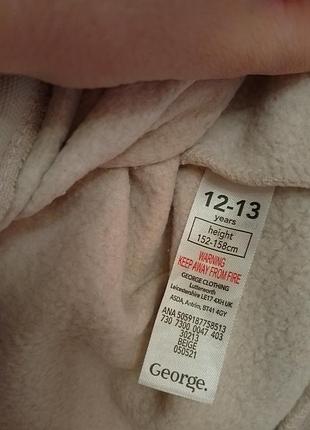 12-13
years
height
152-158cm
WARNING
KEEP AWAY FROM FIRE
GEORGE CLOTHING
Lutterworth
Leicestershire LE17 4XH UK
ASDA, Antrim, BT41 4GY
ANA 5059187758513
730 7300 0047 403
30213
BEIGE
050521
George.